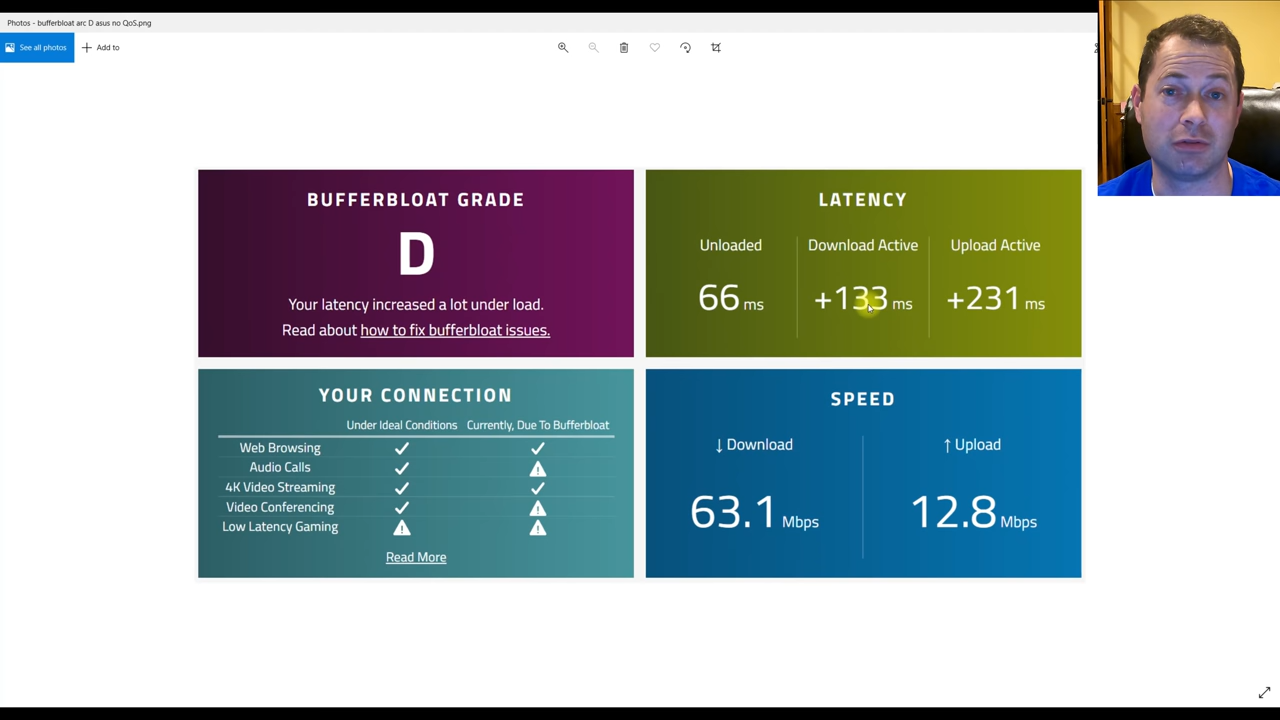 Photos - bufferbloat arc D asus no QoS.png
See all photos
Add to
BUFFERBLOAT GRADE
D
Your latency increased a lot under load.
Read about how to fix bufferbloat issues.
LATENCY
Unloaded
66 ms
Download Active
+133 ms
Upload Active
+231 ms
YOUR CONNECTION
Under Ideal Conditions Currently, Due To Bufferbloat
Web Browsing
Audio Calls
4K Video Streaming
Video Conferencing
Low Latency Gaming
Read More
SPEED
↓ Download
63.1 Mbps
↑ Upload
12.8 Mbps